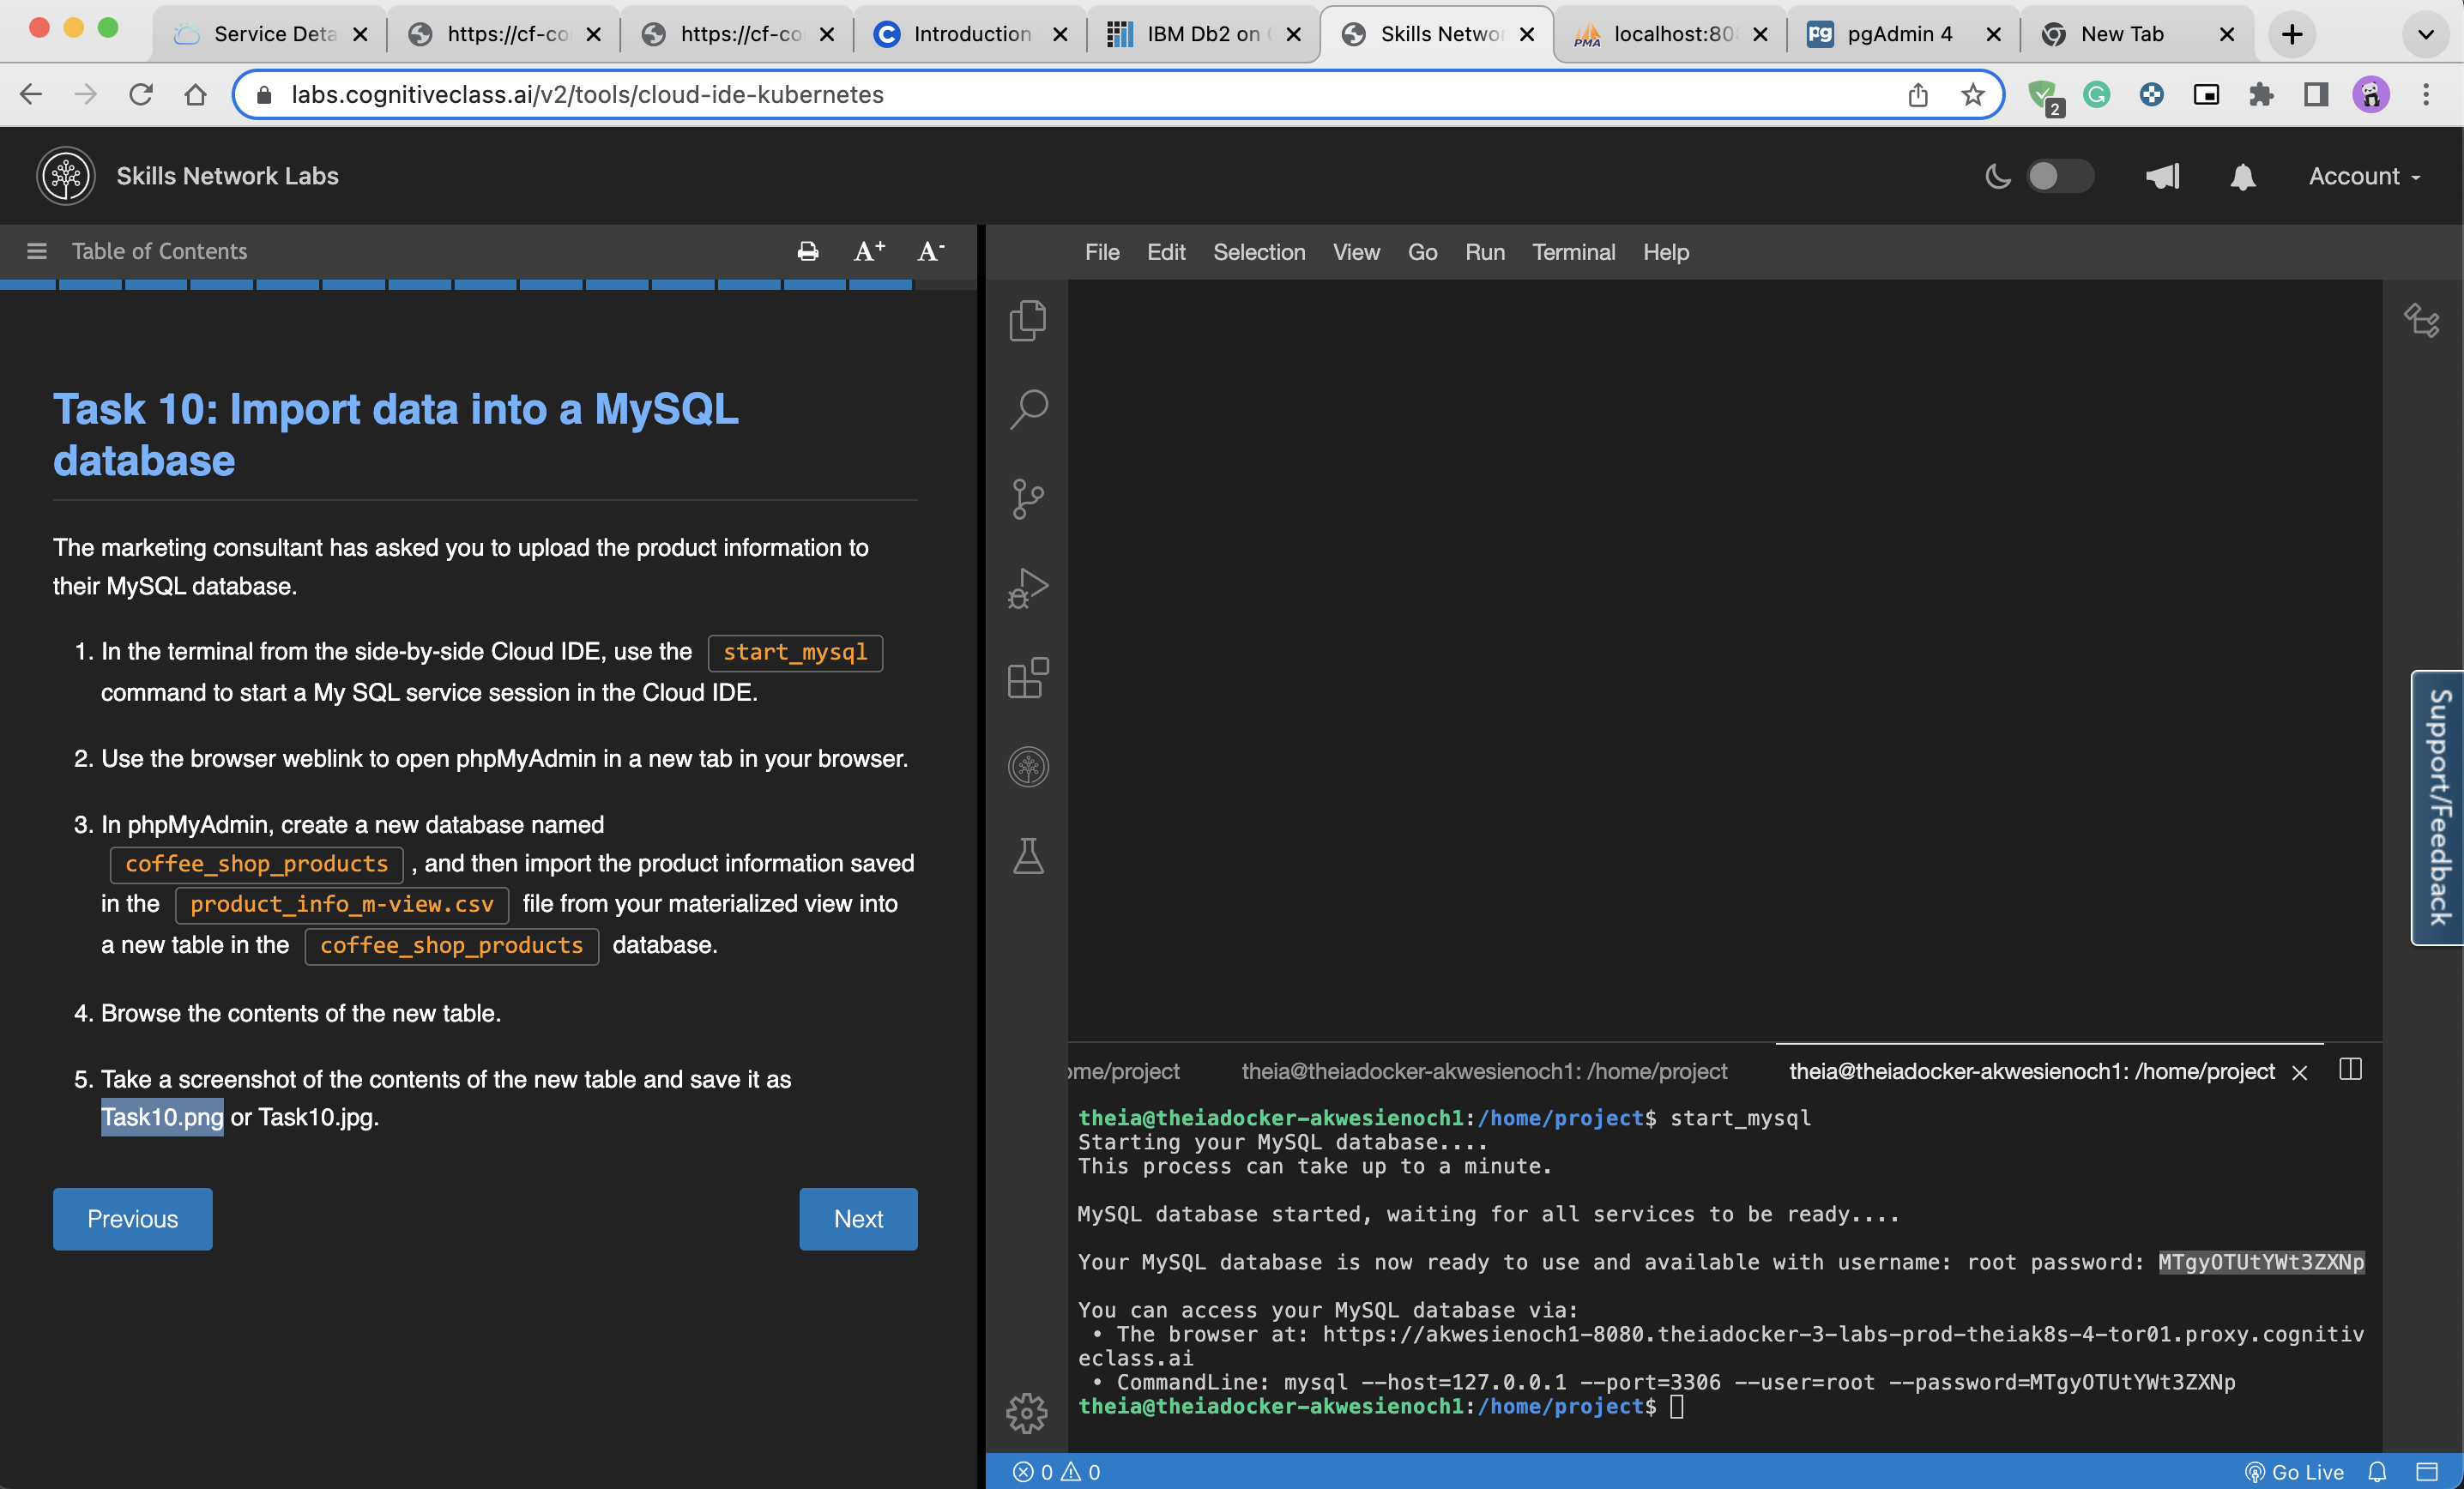 Service Deta
https://cf-co
https://cf-co
Introduction
IBM Db2 on
Skills Netwo
PMA localhost:80
pg pgAdmin 4
New Tab
labs.cognitiveclass.ai/v2/tools/cloud-ide-kubernetes
2
Skills Network Labs
Account
Table of Contents
A+ A-
File Edit Selection View Go Run Terminal Help
Task 10: Import data into a MySQL
database
The marketing consultant has asked you to upload the product information to
their MySQL database.
1. In the terminal from the side-by-side Cloud IDE, use the start_mysql
command to start a My SQL service session in the Cloud IDE.
2. Use the browser weblink to open phpMyAdmin in a new tab in your browser.
3. In phpMyAdmin, create a new database named
coffee_shop_products , and then import the product information saved
in the product_info_m-view.csv file from your materialized view into
a new table in the coffee_shop_products database.
4. Browse the contents of the new table.
5. Take a screenshot of the contents of the new table and save it as
Task10.png or Task10.jpg.
Previous
Next
Support/Feedback
ome/project
theia@theiadocker-akwesienoch1: /home/project
theia@theiadocker-akwesienoch1: /home/project
theia@theiadocker-akwesienoch1:/home/project$ start_mysql
Starting your MySQL database....
This process can take up to a minute.
MySQL database started, waiting for all services to be ready....
Your MySQL database is now ready to use and available with username: root password: MTgyOTUtYWt3ZXNp
You can access your MySQL database via:
• The browser at: https://akwesienoch1-8080.theiadocker-3-labs-prod-theiak8s-4-tor01.proxy.cognitiv
eclass.ai
• CommandLine: mysql --host=127.0.0.1 --port=3306 --user=root --password=MTgyOTUtYWt3ZXNp
theia@theiadocker-akwesienoch1:/home/project$
0 0
Go Live